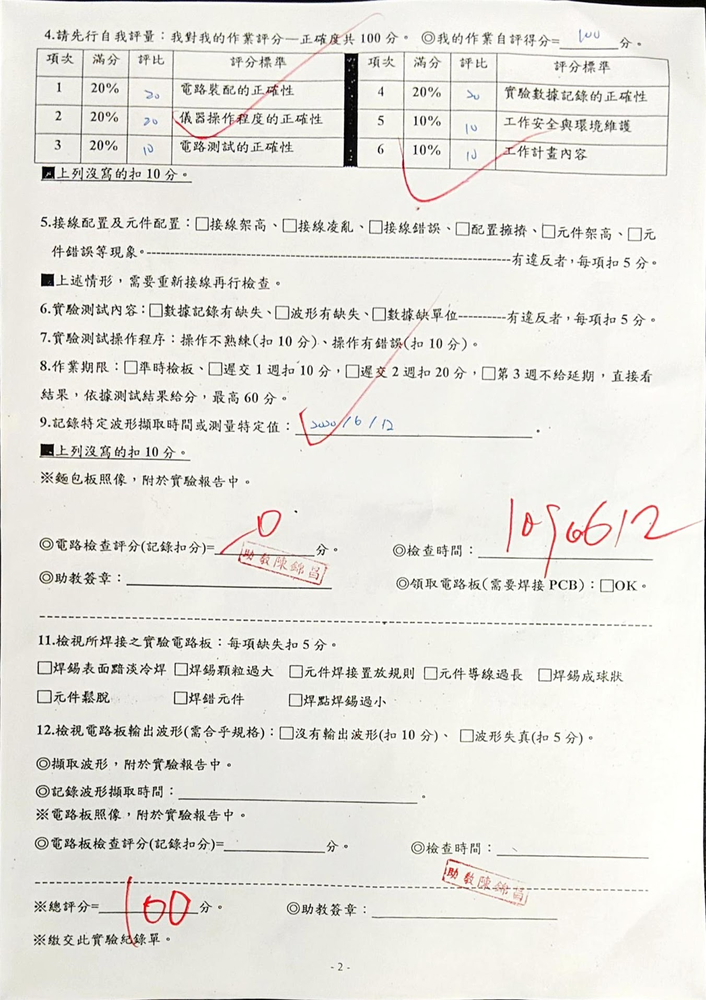 4.請先行自我評量：我對我的作業評分—正確度共 100 分。 ◎我的作業自評得分= 100 分。
項次 滿分 評比 評分標準 項次 滿分 評比 評分標準
1 20% 20 電路裝配的正確性 4 20% 20 實驗數據記錄的正確性
2 20% 20 儀器操作程度的正確性 5 10% 10 工作安全與環境維護
3 20% 10 電路測試的正確性 6 10% 10 工作計畫內容
■上列沒寫的扣 10 分。
5.接線配置及元件配置：□接線架高、□接線凌亂、□接線錯誤、□配置擁擠、□元件架高、□元
件錯誤等現象。------------------------------------------------------------------------------有違反者，每項扣 5 分。
■上述情形，需要重新接線再行檢查。
6.實驗測試內容：□數據記錄有缺失、□波形有缺失、□數據缺單位----------有違反者，每項扣 5 分。
7.實驗測試操作程序：操作不熟練(扣 10 分)、操作有錯誤(扣 10 分)。
8.作業期限：□準時檢板、□遲交 1 週扣 10 分，□遲交 2 週扣 20 分，□第 3 週不給延期，直接看
結果，依據測試結果給分，最高 60 分。
9.記錄特定波形擷取時間或測量特定值： 2020/6/12 。
■上列沒寫的扣 10 分。
※麵包板照像，附於實驗報告中。
◎電路檢查評分(記錄扣分)= 0 分。 ◎檢查時間： 1090612
助教陳錦昌
◎助教簽章： ◎領取電路板(需要焊接 PCB)：□OK。
11.檢視所焊接之實驗電路板：每項缺失扣 5 分。
□焊錫表面黯淡冷焊 □焊錫顆粒過大 □元件焊接置放規則 □元件導線過長 □焊錫成球狀
□元件鬆脫 □焊錯元件 □焊點焊錫過小
12.檢視電路板輸出波形(需合乎規格)：□沒有輸出波形(扣 10 分)、 □波形失真(扣 5 分)。
◎擷取波形，附於實驗報告中。
◎記錄波形擷取時間： 。
※電路板照像，附於實驗報告中。
◎電路板檢查評分(記錄扣分)= 分。 ◎檢查時間：
助教陳錦昌
※總評分= 100 分。 ◎助教簽章：
※繳交此實驗紀錄單。
- 2 -